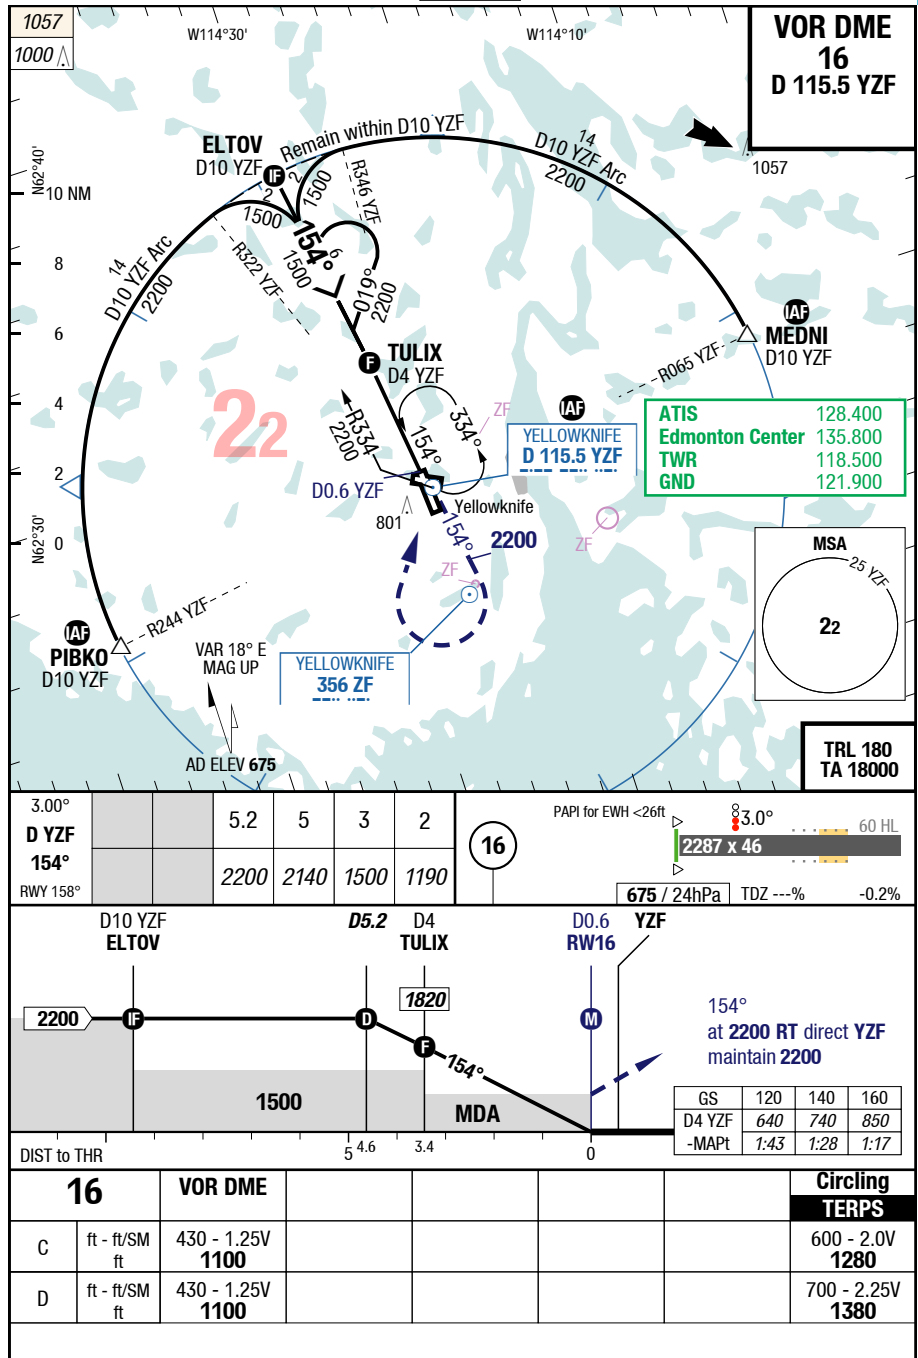 1057
1000
W114°30'
W114°10'
VOR DME
16
D 115.5 YZF
1057
N62°40'
10 NM
8
6
4
2
0
N62°30'
ELTOV
D10 YZF
IF
Remain within D10 YZF
14
D10 YZF Arc
2200
14
D10 YZF Arc
2200
2
1500
2
1500
R346 YZF
R322 YZF
154°
6
1500
019°
2200
IAF
MEDNI
D10 YZF
R065 YZF
F
TULIX
D4 YZF
22
R334
2200
154°
334°
ZF
IAF
YELLOWKNIFE
D 115.5 YZF
ATIS 128.400
Edmonton Center 135.800
TWR 118.500
GND 121.900
D0.6 YZF
801
Yellowknife
154°
2200
ZF
ZF
MSA
25 YZF
22
IAF
PIBKO
D10 YZF
R244 YZF
VAR 18° E
MAG UP
YELLOWKNIFE
356 ZF
AD ELEV 675
TRL 180
TA 18000
3.00°
D YZF
154°
RWY 158°
5.2 5 3 2
2200 2140 1500 1190
16
PAPI for EWH <26ft
3.0°
60 HL
2287 x 46
675 / 24hPa
TDZ ---%
-0.2%
D10 YZF
ELTOV
D5.2
D4
TULIX
D0.6
RW16
YZF
2200
IF
D
1820
F
M
154°
154°
at 2200 RT direct YZF
maintain 2200
1500
MDA
GS 120 140 160
D4 YZF 640 740 850
-MAPt 1:43 1:28 1:17
DIST to THR
5
4.6
3.4
0
16 VOR DME Circling
TERPS
C ft - ft/SM 430 - 1.25V 600 - 2.0V
ft 1100 1280
D ft - ft/SM 430 - 1.25V 700 - 2.25V
ft 1100 1380